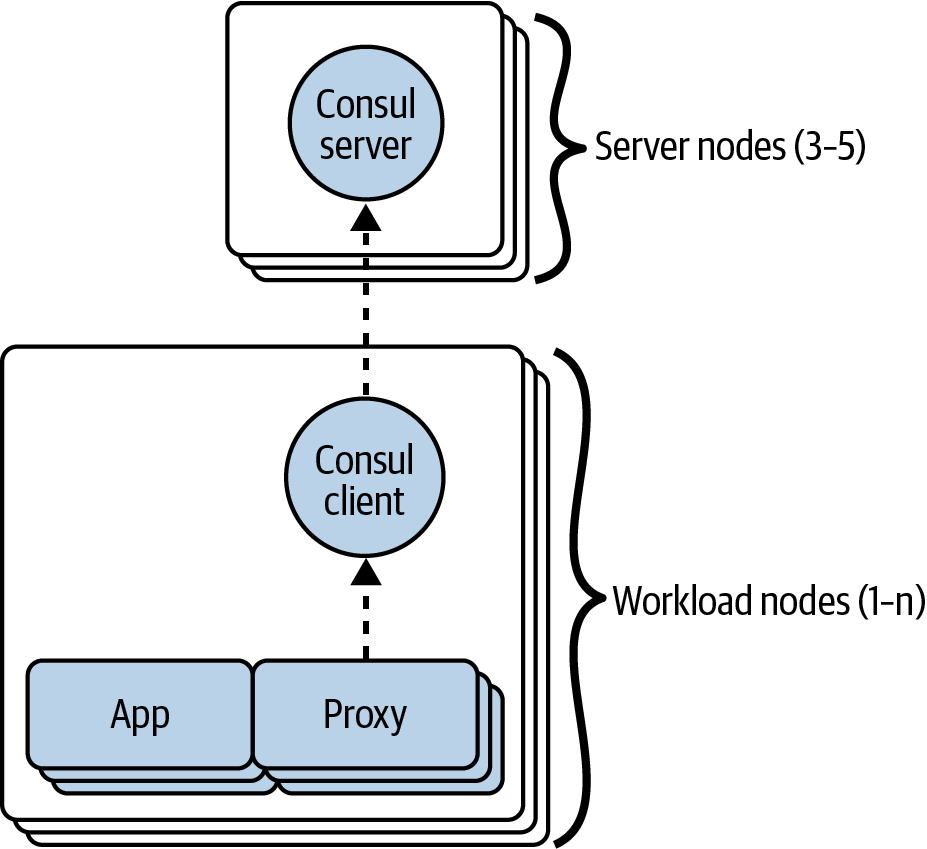 Consul
server
Server nodes (3–5)
Consul
client
Workload nodes (1–n)
App
Proxy